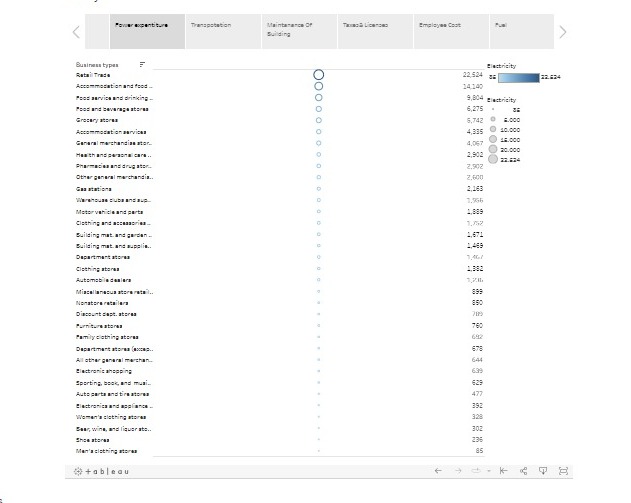 Power expenditure
Transpotation
Maintanance Of
Building
Taxes& Licenses
Employee Cost
Fuel
Business types
Retail Trade 22,524
Accommodation and food .. 14,140
Food service and drinking .. 9,804
Food and beverage stores 6,275
Grocery stores 5,742
Accommodation services 4,335
General merchandise stor.. 4,067
Health and personal care .. 2,902
Pharmacies and drug stor.. 2,902
Other general merchandis.. 2,600
Gas stations 2,163
Warehouse clubs and sup.. 1,956
Motor vehicle and parts 1,889
Clothing and accessories .. 1,752
Building mat. and garden .. 1,671
Building mat. and supplie.. 1,469
Department stores 1,467
Clothing stores 1,382
Automobile dealers 1,236
Miscellaneous store retail.. 899
Nonstore retailers 850
Discount dept. stores 789
Furniture stores 760
Family clothing stores 692
Department stores (excep.. 678
All other general merchan.. 644
Electronic shopping 639
Sporting, book, and musi.. 629
Auto parts and tire stores 477
Electronics and appliance .. 392
Women's clothing stores 328
Beer, wine, and liquor sto.. 302
Shoe stores 236
Men's clothing stores 85
Electricity
85 22,524
Electricity
85
5,000
10,000
15,000
20,000
22,524
+ableau